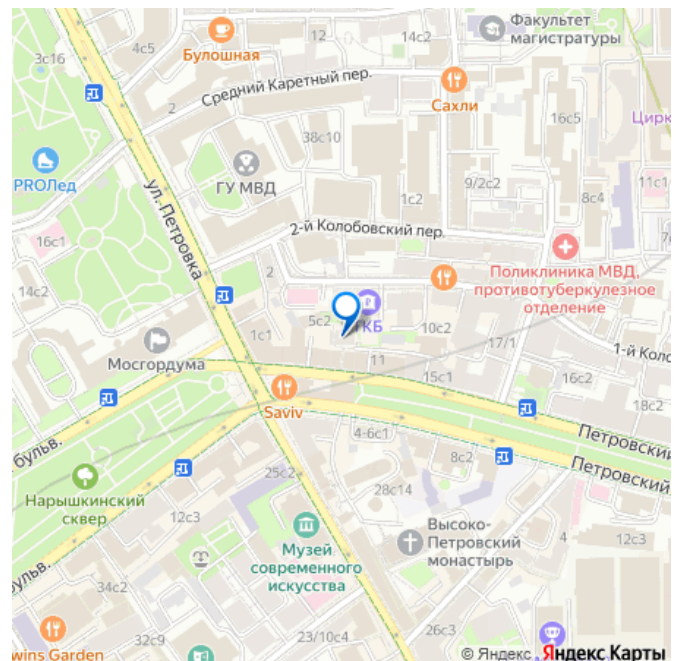 3с16
4с5
Булошная
12
14с2
Факультет
магистратуры
2
Средний Каретный пер.
Сахли
16с5
Цирк
PROЛед
ГУ МВД
38с10
1с2
9/2с2
8с4
11с1
ул. Петровка
2-й Колобовский пер.
16с1
2
Поликлиника МВД,
противотуберкулезное
отделение
14с2
5с2
10с2
17/1
1-й Коло
Мосгордума
1с1
11
15с1
16с2
18с2
Saviv
Петровский
бульв.
4-6с1
8с2
Петровский
Нарышкинский
сквер
25с2
28с14
12с3
Музей
современного
искусства
Высоко-
Петровский
монастырь
4
12с3
бульв.
34с2
wins Garden
32с9
23/10с4
26с3
© Яндекс Яндекс Карты